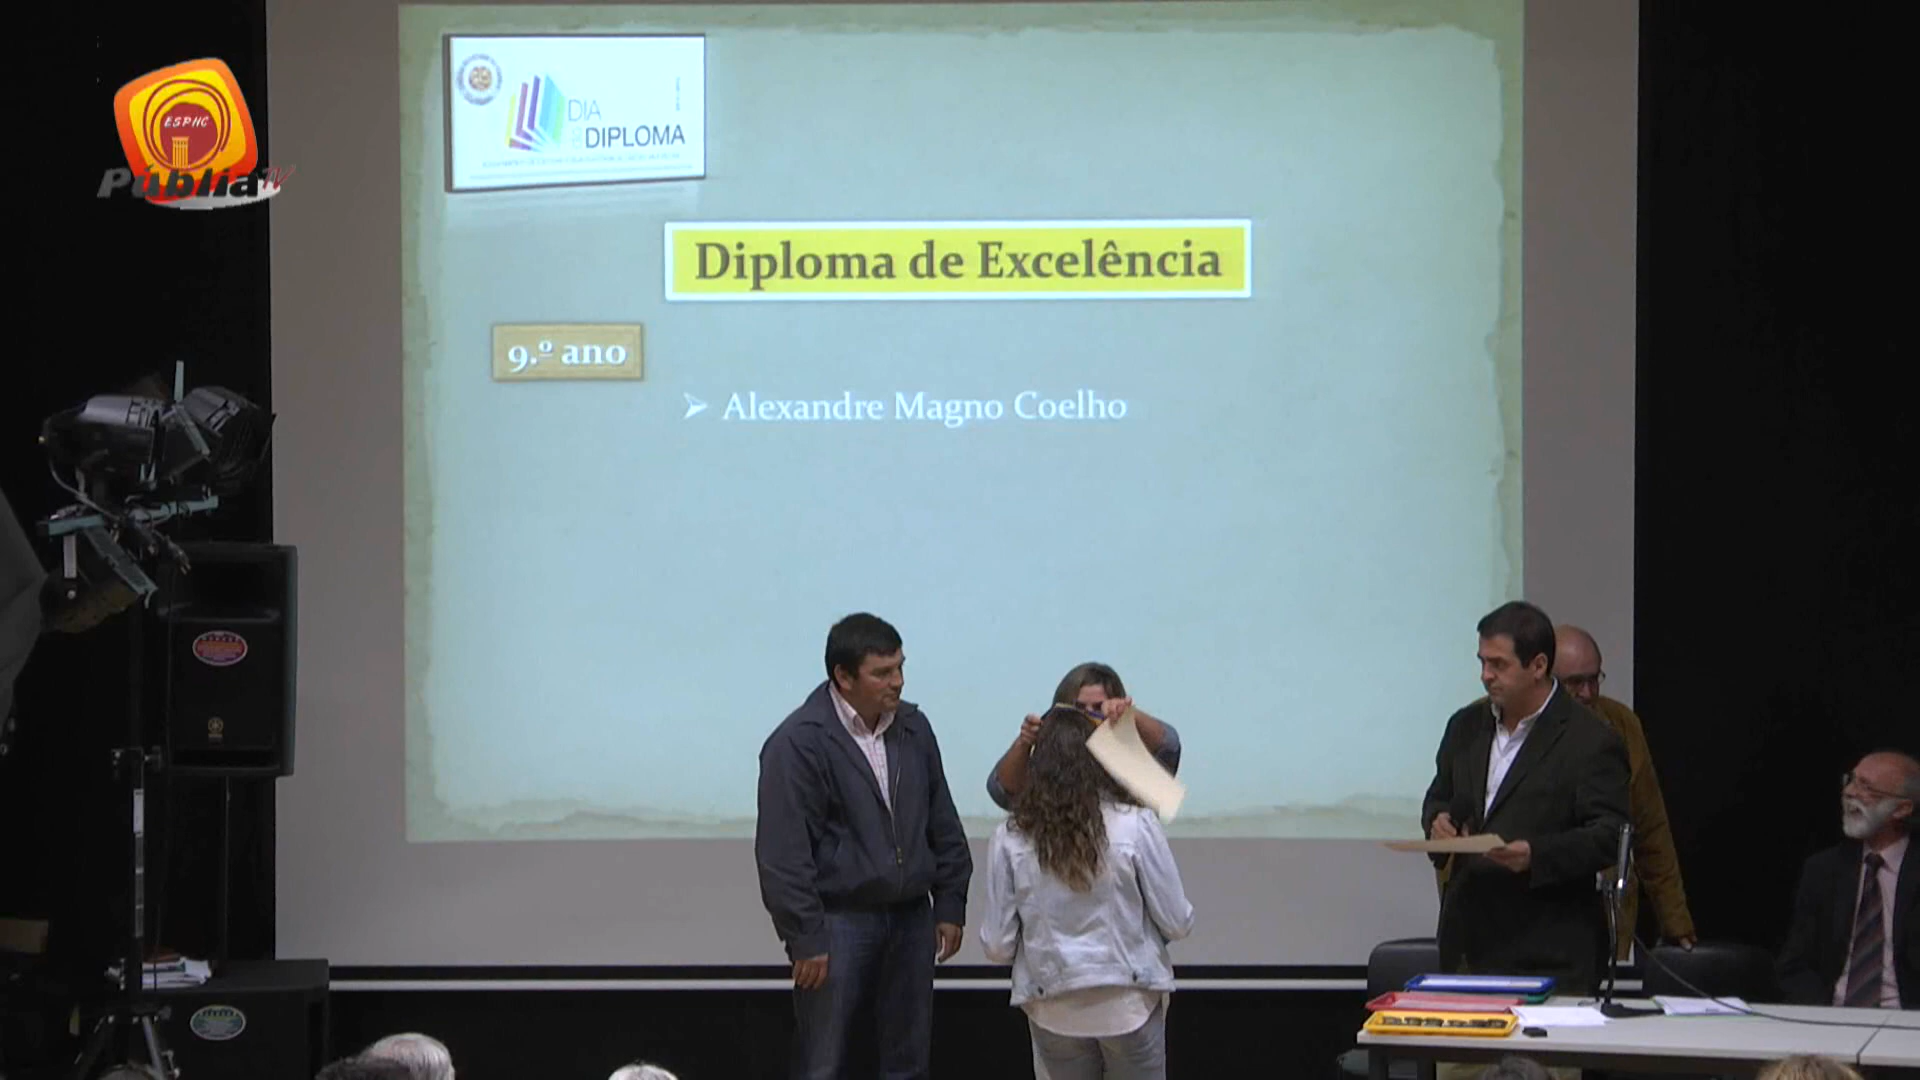 ESPHC
Públia TV
DIA
DIPLOMA
Diploma de Excelência
9.º ano
Alexandre Magno Coelho